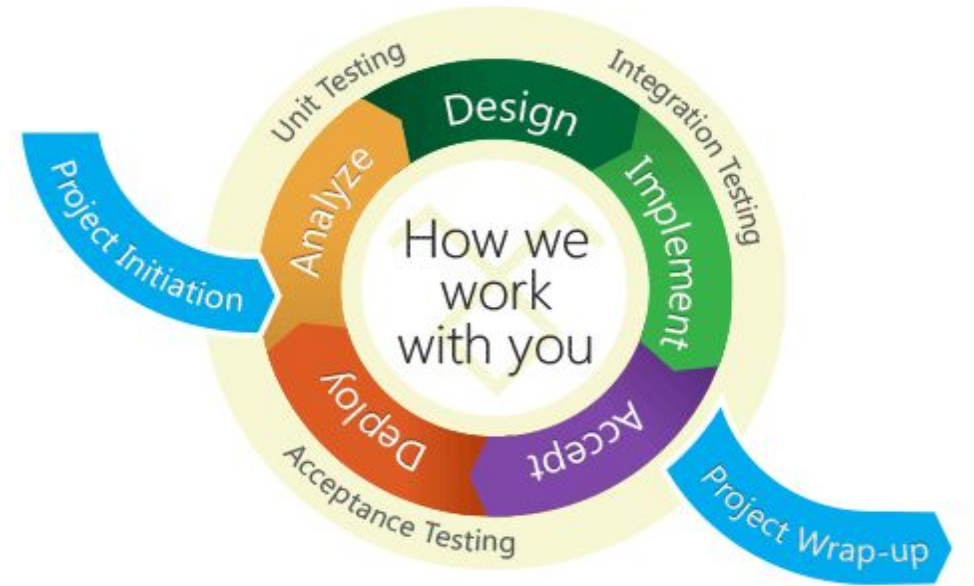 Unit Testing
Integration Testing
Project Initiation
Analyze
Design
Implement
Accept
Deploy
How we
work
with you
Acceptance Testing
Project Wrap-up